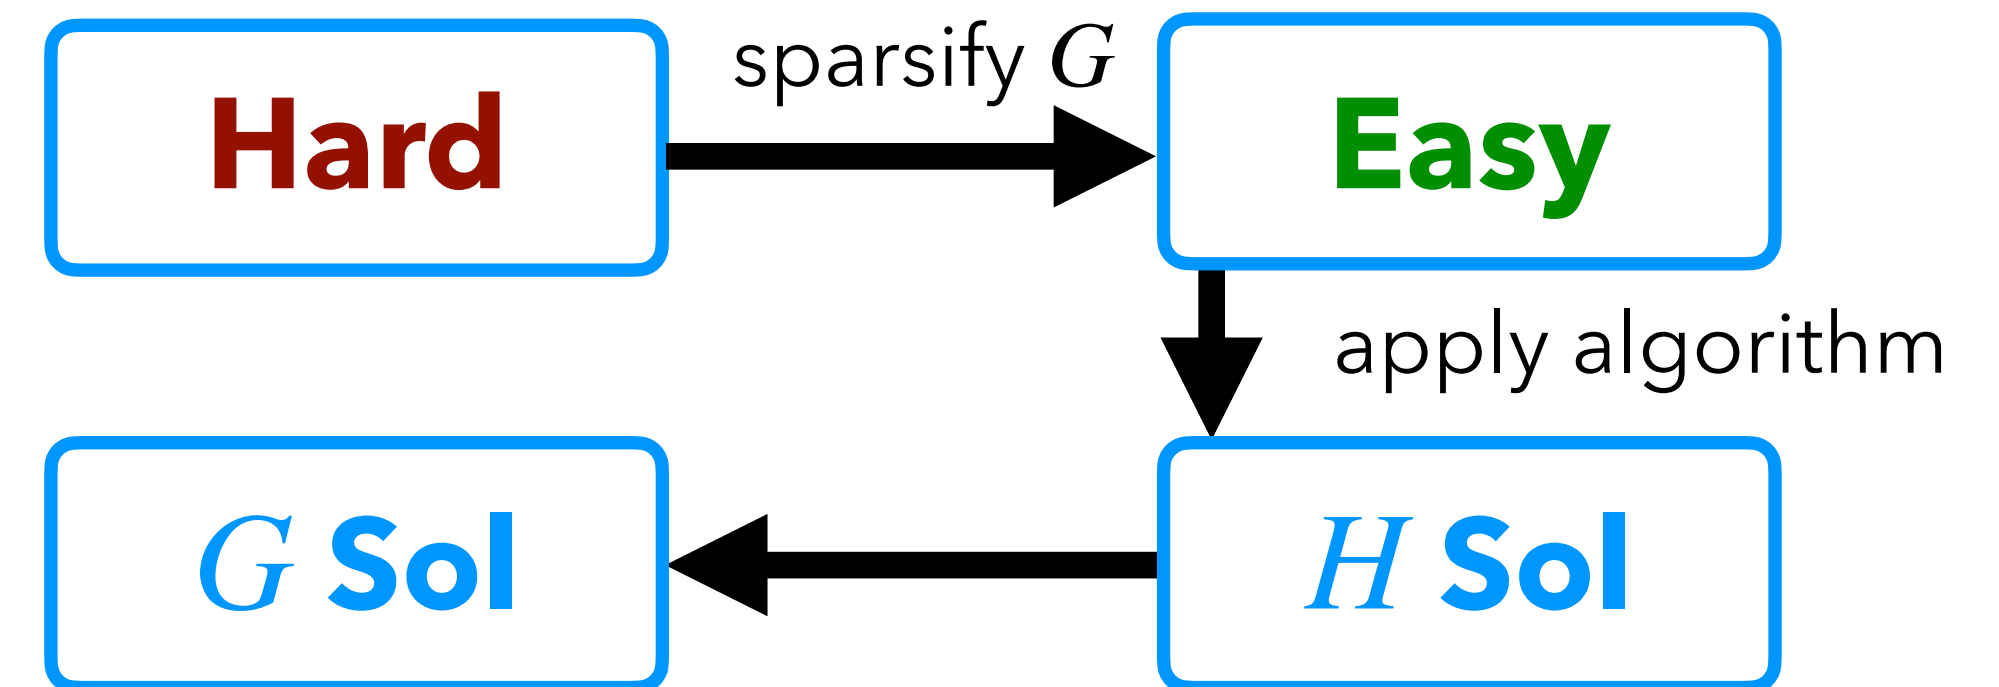 Hard
sparsify G
Easy
apply algorithm
G Sol
H Sol